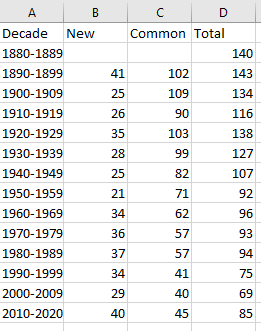 A B C D
Decade New Common Total
1880-1889 140
1890-1899 41 102 143
1900-1909 25 109 134
1910-1919 26 90 116
1920-1929 35 103 138
1930-1939 28 99 127
1940-1949 25 82 107
1950-1959 21 71 92
1960-1969 34 62 96
1970-1979 36 57 93
1980-1989 37 57 94
1990-1999 34 41 75
2000-2009 29 40 69
2010-2020 40 45 85